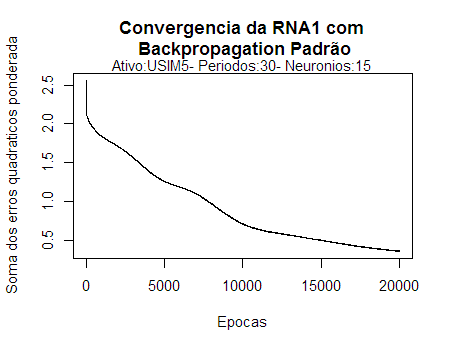 Convergencia da RNA1 com
Backpropagation Padrão
Ativo:USIM5- Periodos:30- Neuronios:15
Soma dos erros quadraticos ponderada
2.5
2.0
1.5
1.0
0.5
0 5000 10000 15000 20000
Epocas